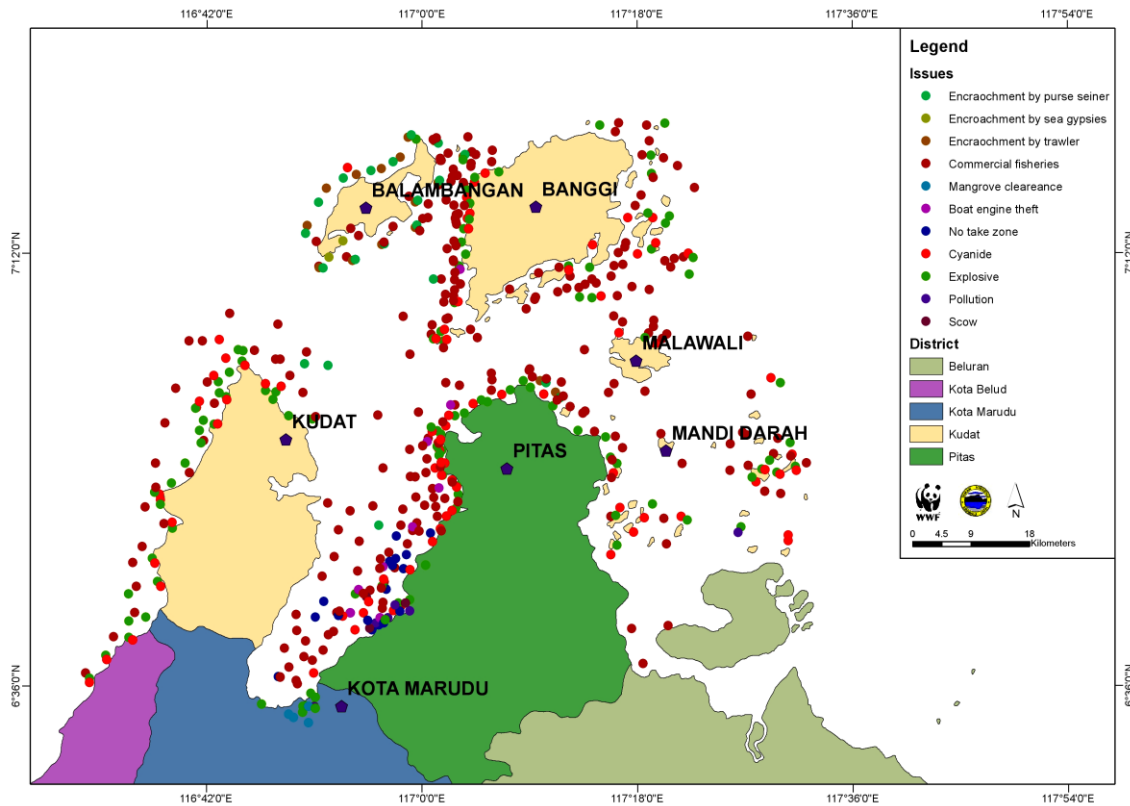 116°42'0"E
117°0'0"E
117°18'0"E
117°36'0"E
117°54'0"E
Legend
Issues
Encraochment by purse seiner
Encroachment by sea gypsies
Encraochment by trawler
Commercial fisheries
Mangrove cleareance
Boat engine theft
No take zone
Cyanide
Explosive
Pollution
Scow
District
Beluran
Kota Belud
Kota Marudu
Kudat
Pitas
WWF
N
0 4.5 9 18
Kilometers
BALAMBANGAN
BANGGI
7°12'0"N
7°12'0"N
MALAWALI
KUDAT
PITAS
MANDI DARAH
KOTA MARUDU
6°36'0"N
6°36'0"N
116°42'0"E
117°0'0"E
117°18'0"E
117°36'0"E
117°54'0"E